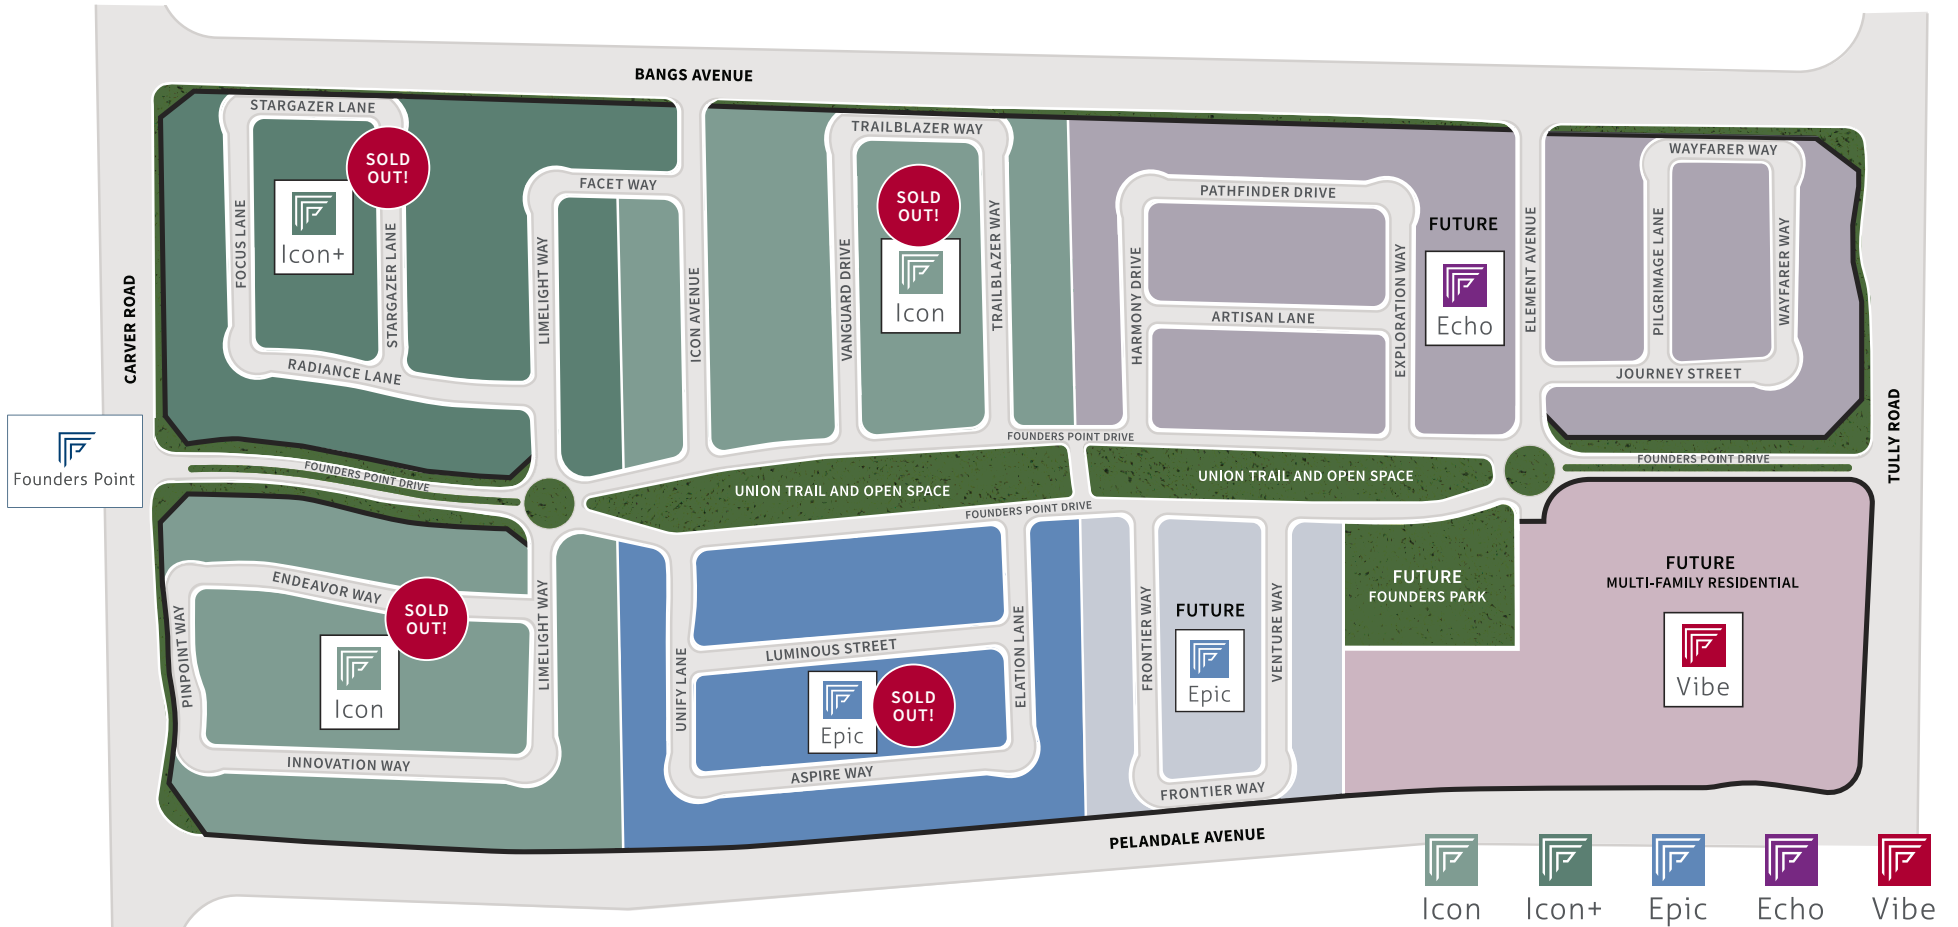 BANGS AVENUE
STARGAZER LANE
SOLD
OUT!
Icon+
FOCUS LANE
STARGAZER LANE
RADIANCE LANE
FACET WAY
LIMELIGHT WAY
ICON AVENUE
TRAILBLAZER WAY
SOLD
OUT!
Icon
VANGUARD DRIVE
TRAILBLAZER WAY
PATHFINDER DRIVE
HARMONY DRIVE
ARTISAN LANE
EXPLORATION WAY
FUTURE
Echo
ELEMENT AVENUE
WAYFARER WAY
PILGRIMAGE LANE
WAYFARER WAY
JOURNEY STREET
CARVER ROAD
TULLY ROAD
Founders Point
FOUNDERS POINT DRIVE
FOUNDERS POINT DRIVE
FOUNDERS POINT DRIVE
UNION TRAIL AND OPEN SPACE
UNION TRAIL AND OPEN SPACE
FOUNDERS POINT DRIVE
ENDEAVOR WAY
SOLD
OUT!
Icon
PINPOINT WAY
LIMELIGHT WAY
INNOVATION WAY
UNIFY LANE
LUMINOUS STREET
Epic
SOLD
OUT!
ELATION LANE
ASPIRE WAY
FRONTIER WAY
FUTURE
Epic
VENTURE WAY
FRONTIER WAY
FUTURE
FOUNDERS PARK
FUTURE
MULTI-FAMILY RESIDENTIAL
Vibe
PELANDALE AVENUE
Icon
Icon+
Epic
Echo
Vibe